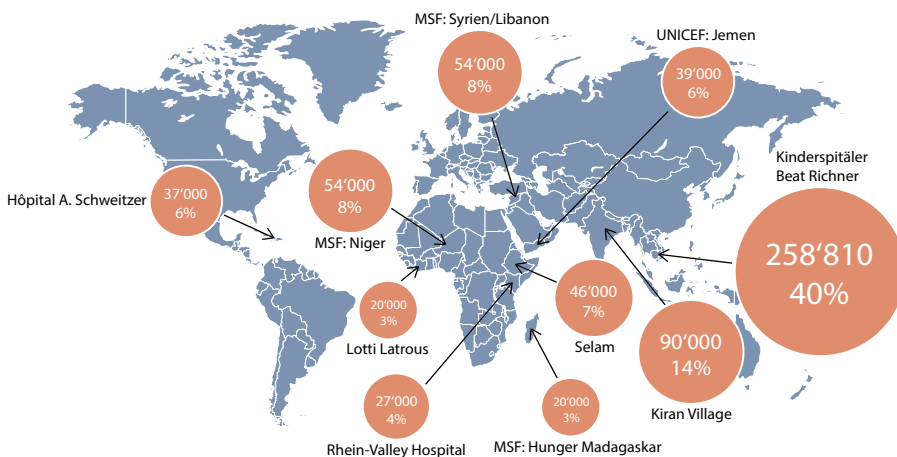 MSF: Syrien/Libanon
54'000
8%
UNICEF: Jemen
39'000
6%
Kinderspitäler
Beat Richner
258'810
40%
Hôpital A. Schweitzer
37'000
6%
54'000
8%
MSF: Niger
20'000
3%
Lotti Latrous
46'000
7%
Selam
90'000
14%
Kiran Village
27'000
4%
Rhein-Valley Hospital
20'000
3%
MSF: Hunger Madagaskar